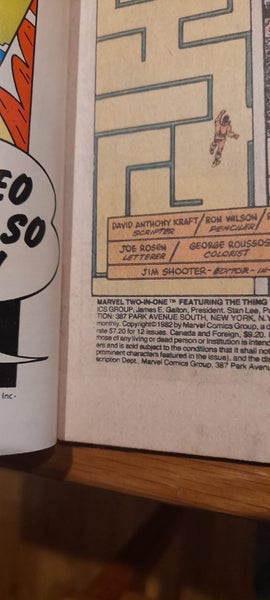 EO
SO
!
Inc-
DAVID ANTHONY KRAFT / RON WILSON /
SCRIPTER PENCILER
JOE ROSEN / GEORGE ROUSSOS
LETTERER COLORIST
JIM SHOOTER - EDITOR - IN
MARVEL TWO-IN-ONE™ FEATURING THE THING
ICS GROUP, James E. Galton, President. Stan Lee, P
TION: 387 PARK AVENUE SOUTH, NEW YORK, N.Y.
monthly. Copyright © 1982 by Marvel Comics Group, a d
rate $7.20 for 12 issues. Canada and Foreign, $9.20.
those of any living or dead person or institution is intend
ers and is sold subject to the conditions that it shall not
prominent characters featured in the issue), and the di
scription Dept., Marvel Comics Group, 387 Park Avenu